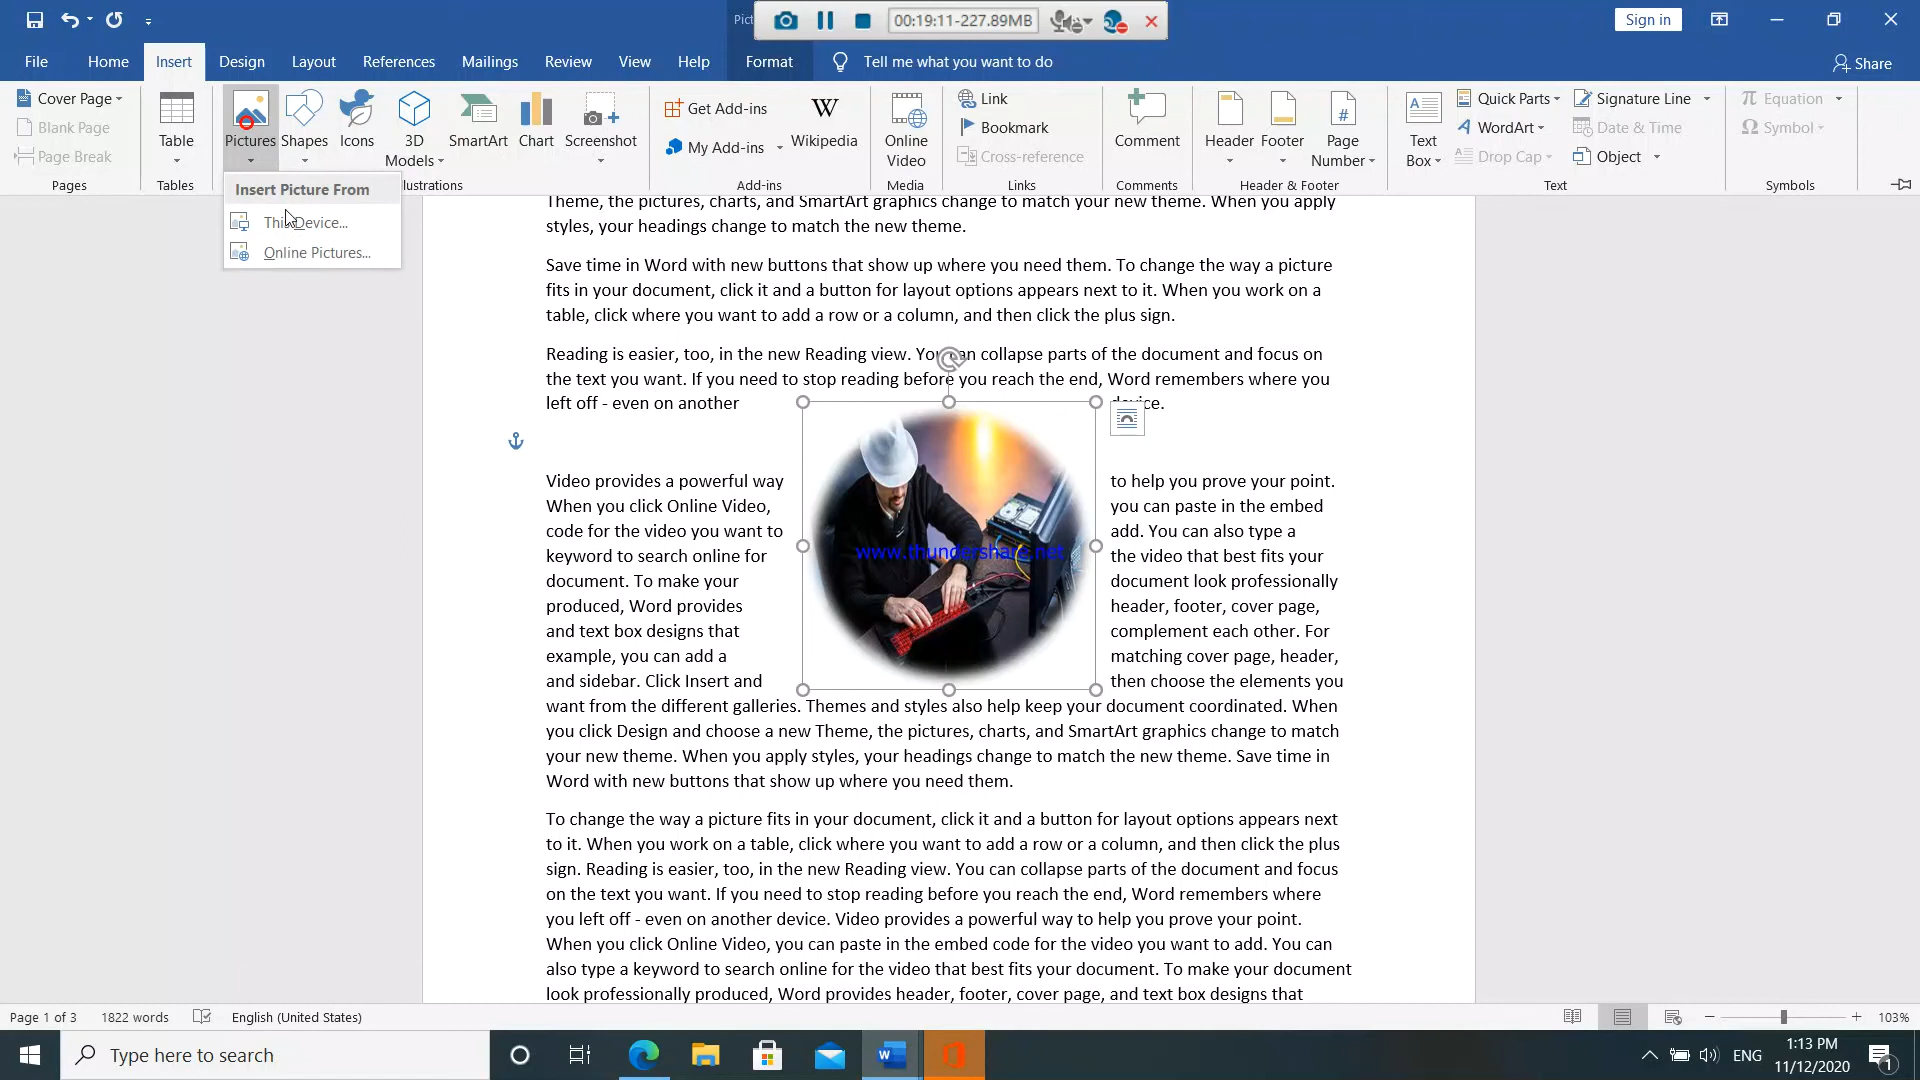 Pict
00:19:11-227.89MB
Sign in
File Home Insert Design Layout References Mailings Review View Help Format Tell me what you want to do Share
Cover Page
Blank Page
Page Break
Pages
Table
Tables
Pictures
Shapes
Icons
3D
Models
SmartArt
Chart
Screenshot
llustrations
Get Add-ins
My Add-ins
Wikipedia
Add-ins
Online
Video
Media
Link
Bookmark
Cross-reference
Links
Comment
Comments
Header
Footer
Page
Number
Header & Footer
Text
Box
Quick Parts
WordArt
Drop Cap
Signature Line
Date & Time
Object
Text
Equation
Symbol
Symbols
Insert Picture From
This Device...
Online Pictures...
Theme, the pictures, charts, and SmartArt graphics change to match your new theme. When you apply
styles, your headings change to match the new theme.
Save time in Word with new buttons that show up where you need them. To change the way a picture
fits in your document, click it and a button for layout options appears next to it. When you work on a
table, click where you want to add a row or a column, and then click the plus sign.
Reading is easier, too, in the new Reading view. You can collapse parts of the document and focus on
the text you want. If you need to stop reading before you reach the end, Word remembers where you
left off - even on another device.
Video provides a powerful way to help you prove your point.
When you click Online Video, you can paste in the embed
code for the video you want to add. You can also type a
keyword to search online for the video that best fits your
document. To make your document look professionally
produced, Word provides header, footer, cover page,
and text box designs that complement each other. For
example, you can add a matching cover page, header,
and sidebar. Click Insert and then choose the elements you
www.thundershare.net
want from the different galleries. Themes and styles also help keep your document coordinated. When
you click Design and choose a new Theme, the pictures, charts, and SmartArt graphics change to match
your new theme. When you apply styles, your headings change to match the new theme. Save time in
Word with new buttons that show up where you need them.
To change the way a picture fits in your document, click it and a button for layout options appears next
to it. When you work on a table, click where you want to add a row or a column, and then click the plus
sign. Reading is easier, too, in the new Reading view. You can collapse parts of the document and focus
on the text you want. If you need to stop reading before you reach the end, Word remembers where
you left off - even on another device. Video provides a powerful way to help you prove your point.
When you click Online Video, you can paste in the embed code for the video you want to add. You can
also type a keyword to search online for the video that best fits your document. To make your document
look professionally produced, Word provides header, footer, cover page, and text box designs that
Page 1 of 3 1822 words English (United States) 103%
Type here to search
ENG
1:13 PM
11/12/2020
1